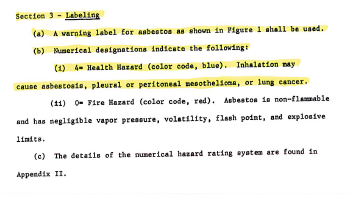 Section 3 - Labeling
(a) A warning label for asbestos as shown in Figure 1 shall be used.
(b) Numerical designations indicate the following:
(i) 4= Health Hazard (color code, blue). Inhalation may
cause asbestosis, pleural or peritoneal mesothelioma, or lung cancer.
(ii) 0= Fire Hazard (color code, red). Asbestos is non-flammable
and has negligible vapor pressure, volatility, flash point, and explosive
limits.
(c) The details of the numerical hazard rating system are found in
Appendix II.